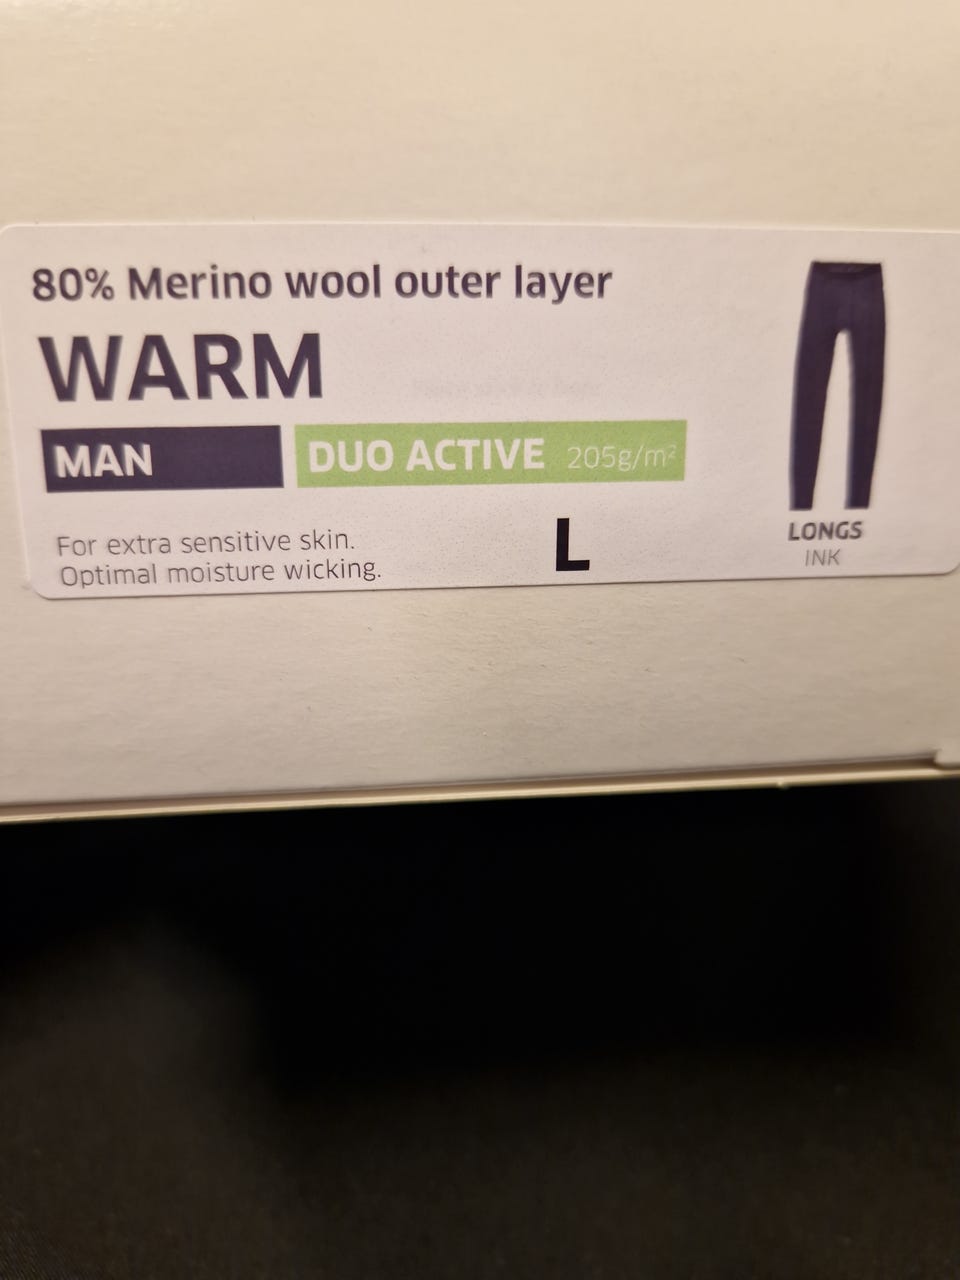 80% Merino wool outer layer
WARM
MAN
DUO ACTIVE 205g/m²
For extra sensitive skin.
Optimal moisture wicking.
L
LONGS
INK